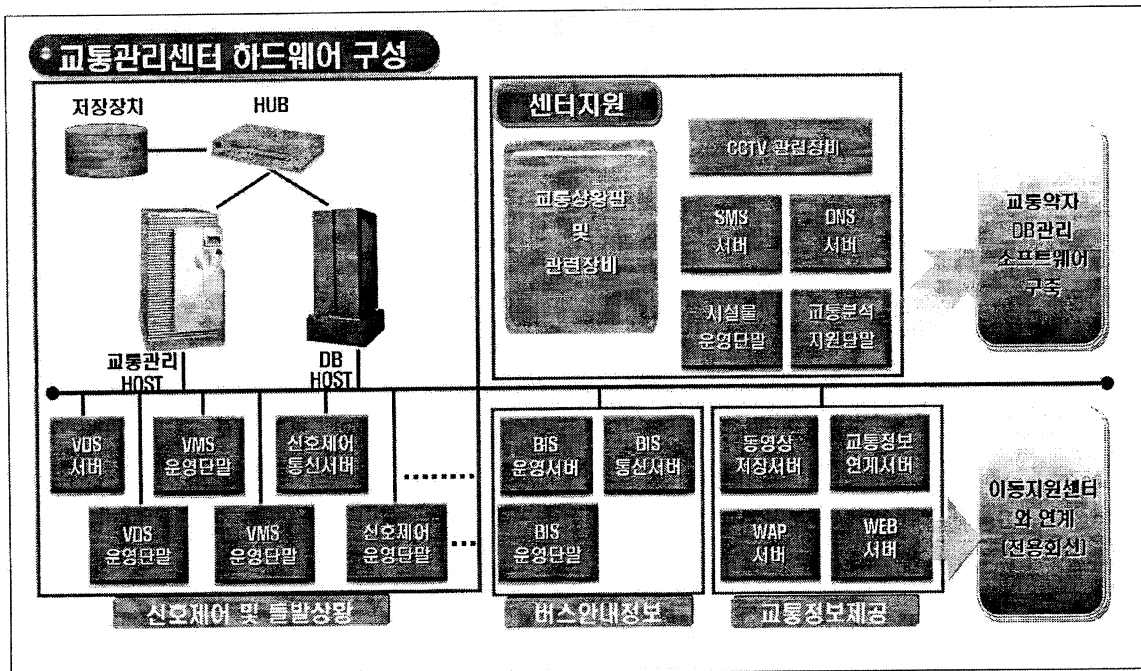 교통관리센터 하드웨어 구성
저장장치
HUB
교통관리
HOST
DB
HOST
센터지원
교통상황판
및
관련장비
CCTV 관련장비
SMS
서버
DNS
서버
시설물
운영단말
교통분석
지원단말
교통약자
DB관리
소프트웨어
구축
VDS
서버
VMS
운영단말
신호제어
통신서버
VDS
운영단말
VMS
운영단말
신호제어
운영단말
신호제어 및 돌발상황
BIS
운영서버
BIS
통신서버
BIS
운영단말
버스안내정보
동영상
저장서버
교통정보
연계서버
WAP
서버
WEB
서버
교통정보제공
이동지원센터
와 연계
(전용회선)